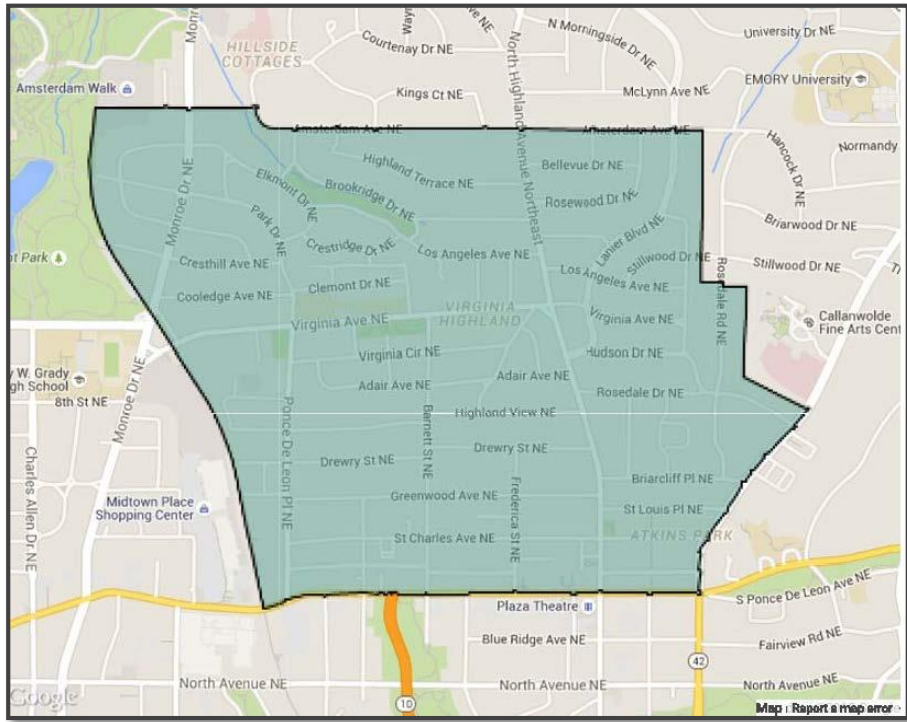 Monroe
HILLSIDE
COTTAGES
Courtenay Dr NE
North Highland Avenue Northeast
N Morningside Dr NE
University Dr NE
EMORY UNIVERSITY
Amsterdam Walk
Kings Ct NE
McLynn Ave NE
Amsterdam Ave NE
Amsterdam Ave NE
Hancock Dr NE
Normandy
Highland Terrace NE
Bellevue Dr NE
Elkmont Dr NE
Brookridge Dr NE
Rosewood Dr NE
Monroe Dr NE
Park Dr NE
Briarwood Dr NE
Lanier Blvd NE
Crestridge Dr NE
Los Angeles Ave NE
Stillwood Dr NE
Park
Cresthill Ave NE
Los Angeles Ave NE
Rosedale Rd NE
Stillwood Dr NE
Clemont Dr NE
Cooledge Ave NE
VIRGINIA
HIGHLAND
Virginia Ave NE
Virginia Ave NE
Callanwolde
Fine Arts Cent
Virginia Cir NE
Hudson Dr NE
y W. Grady
gh School
Monroe Dr NE
Adair Ave NE
Adair Ave NE
Rosedale Dr NE
8th St NE
Ponce De Leon Pl NE
Barnett St NE
Highland View NE
Charles Allen Dr NE
Drewry St NE
Drewry St NE
Frederica St NE
Briarcliff Pl NE
Midtown Place
Shopping Center
Greenwood Ave NE
St Louis Pl NE
St Charles Ave NE
ATKINS PARK
Plaza Theatre
S Ponce De Leon Ave NE
Blue Ridge Ave NE
Fairview Rd NE
42
North Avenue NE
North Avenue NE
North Avenue NE
10
Google
Map
Report a map error